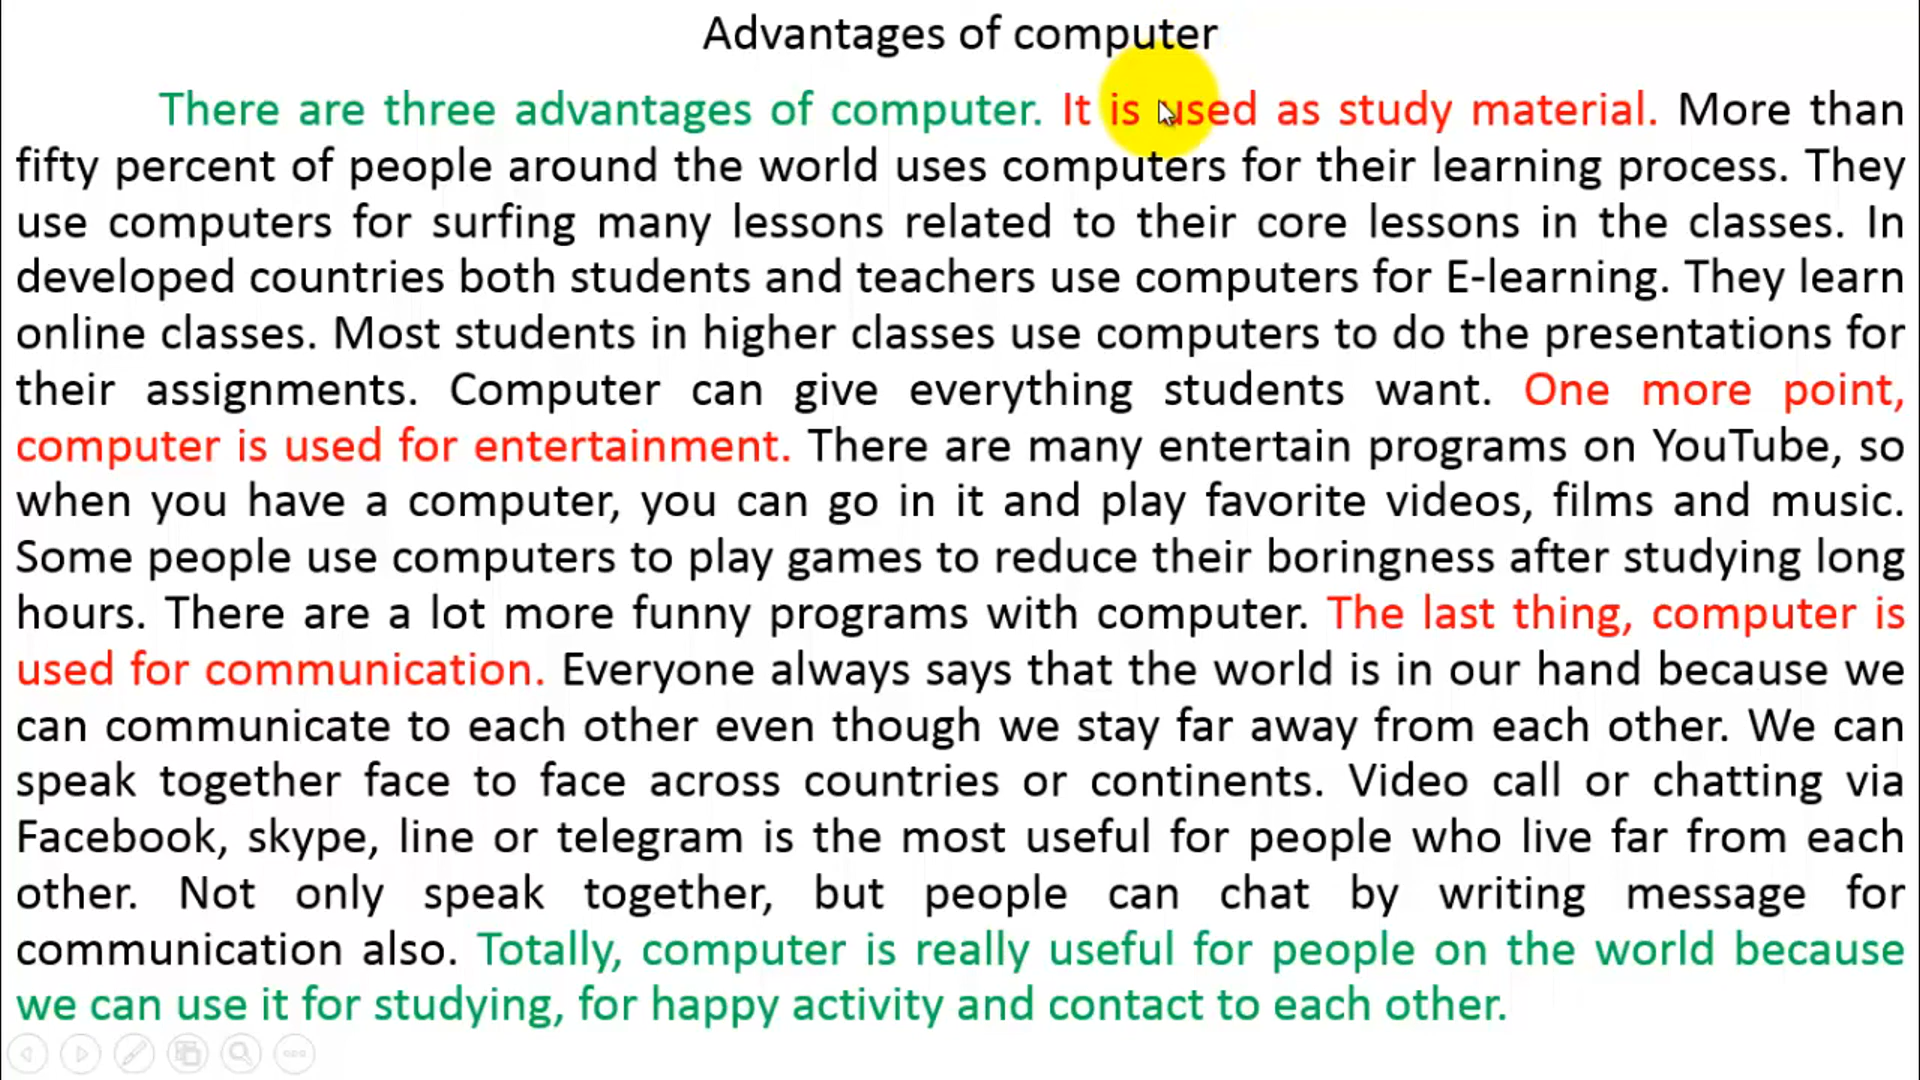 Advantages of computer
There are three advantages of computer. It is used as study material. More than
fifty percent of people around the world uses computers for their learning process. They
use computers for surfing many lessons related to their core lessons in the classes. In
developed countries both students and teachers use computers for E-learning. They learn
online classes. Most students in higher classes use computers to do the presentations for
their assignments. Computer can give everything students want. One more point,
computer is used for entertainment. There are many entertain programs on YouTube, so
when you have a computer, you can go in it and play favorite videos, films and music.
Some people use computers to play games to reduce their boringness after studying long
hours. There are a lot more funny programs with computer. The last thing, computer is
used for communication. Everyone always says that the world is in our hand because we
can communicate to each other even though we stay far away from each other. We can
speak together face to face across countries or continents. Video call or chatting via
Facebook, skype, line or telegram is the most useful for people who live far from each
other. Not only speak together, but people can chat by writing message for
communication also. Totally, computer is really useful for people on the world because
we can use it for studying, for happy activity and contact to each other.